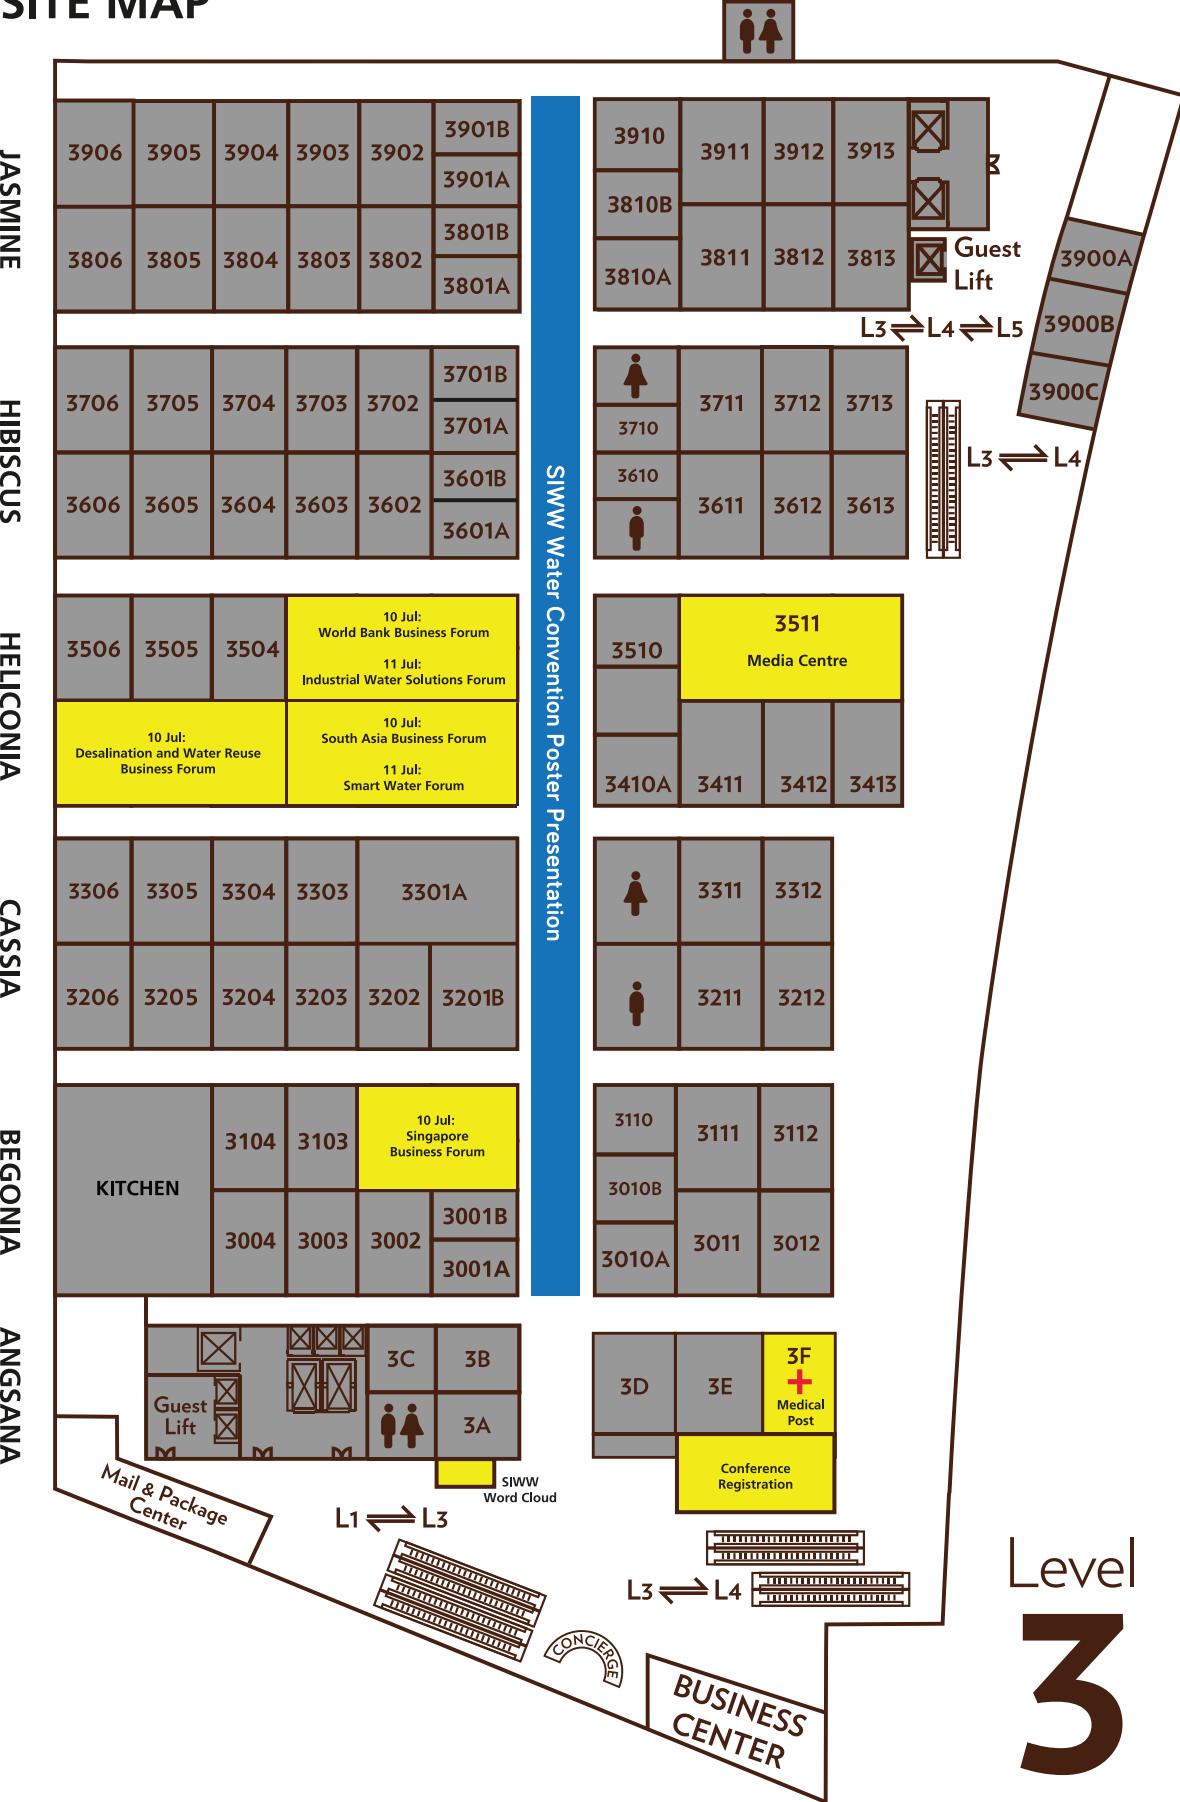 SITE MAP
JASMINE
3906 3905 3904 3903 3902 3901B
3901A
3806 3805 3804 3803 3802 3801B
3801A
3910 3911 3912 3913
3810B
3810A 3811 3812 3813
Guest
Lift
L3 L4 L5
3900A
3900B
3900C
HIBISCUS
3706 3705 3704 3703 3702 3701B
3701A
3606 3605 3604 3603 3602 3601B
3601A
3710 3711 3712 3713
3610 3611 3612 3613
L3 L4
SIWW Water Convention Poster Presentation
HELICONIA
3506 3505 3504
10 Jul:
World Bank Business Forum
11 Jul:
Industrial Water Solutions Forum
10 Jul:
Desalination and Water Reuse
Business Forum
10 Jul:
South Asia Business Forum
11 Jul:
Smart Water Forum
3510
3511
Media Centre
3410A 3411 3412 3413
CASSIA
3306 3305 3304 3303 3301A
3206 3205 3204 3203 3202 3201B
3311 3312
3211 3212
BEGONIA
KITCHEN
3104 3103
10 Jul:
Singapore
Business Forum
3004 3003 3002 3001B
3001A
3110 3111 3112
3010B
3010A 3011 3012
ANGSANA
3C 3B
3A
Guest
Lift
3D 3E 3F
Medical
Post
Conference
Registration
SIWW
Word Cloud
Mail & Package
Center
L1 L3
L3 L4
CONCIERGE
BUSINESS
CENTER
Level
3